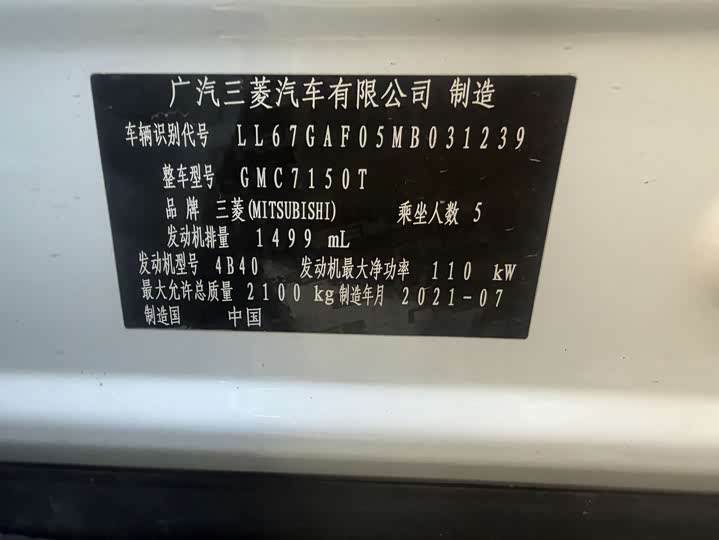 广汽三菱汽车有限公司 制造
车辆识别代号 LL67GAF05MB031239
整车型号 GMC7150T
品牌 三菱(MITSUBISHI) 乘坐人数 5
发动机排量 1499 mL
发动机型号 4B40 发动机最大净功率 110 kW
最大允许总质量 2100 kg 制造年月 2021-07
制造国 中国